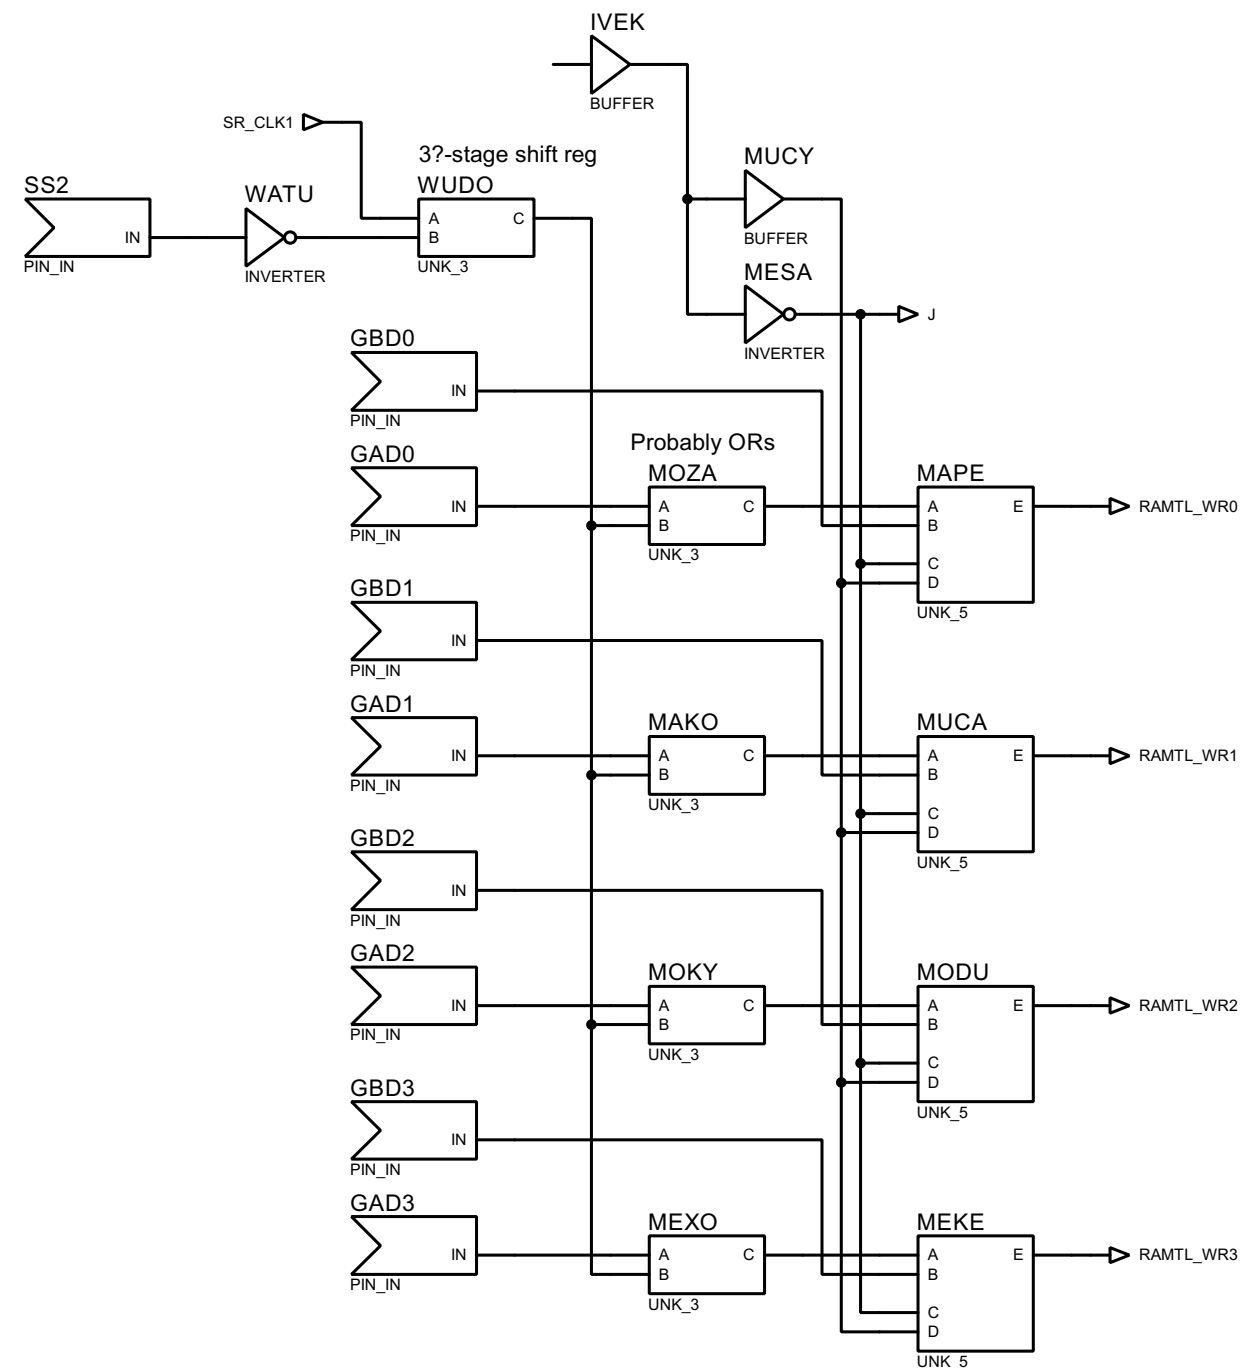 IVEK
BUFFER
SR_CLK1
3?-stage shift reg
MUCY
SS2
WATU
WUDO
A C
IN
B
BUFFER
PIN_IN
INVERTER
UNK_3
MESA
J
GBD0
INVERTER
IN
PIN_IN
Probably ORs
GAD0
MOZA
MAPE
IN
A C
A E
RAMTL_WR0
B
B
PIN_IN
UNK_3
C
GBD1
D
UNK_5
IN
PIN_IN
GAD1
MAKO
MUCA
IN
A C
A E
RAMTL_WR1
B
B
PIN_IN
UNK_3
C
GBD2
D
UNK_5
IN
PIN_IN
GAD2
MOKY
MODU
IN
A C
A E
RAMTL_WR2
B
B
PIN_IN
UNK_3
C
GBD3
D
UNK_5
IN
PIN_IN
GAD3
MEXO
MEKE
IN
A C
A E
RAMTL_WR3
B
B
PIN_IN
UNK_3
C
D
UNK_5